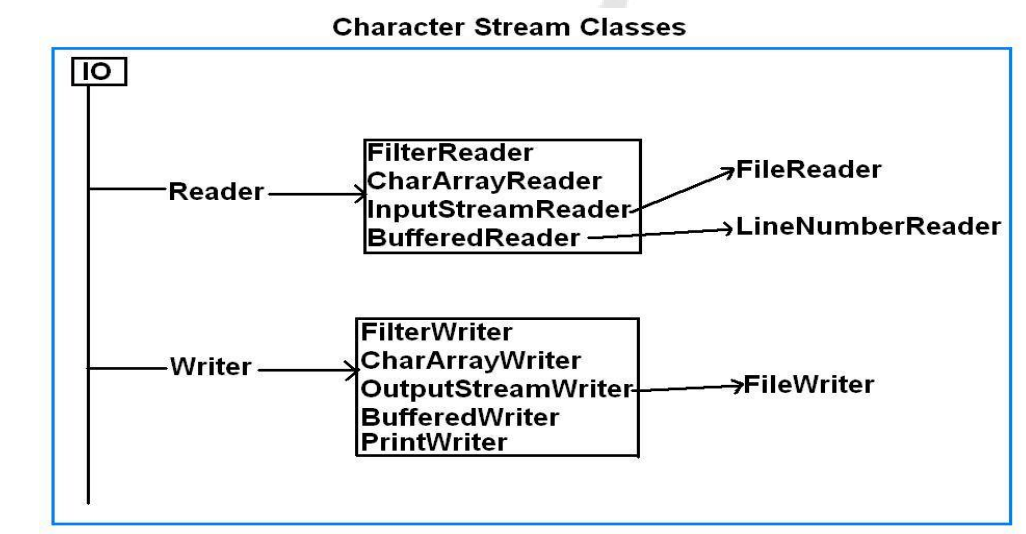 Character Stream Classes
IO
FilterReader
CharArrayReader
InputStreamReader
BufferedReader
Reader
FileReader
LineNumberReader
FilterWriter
CharArrayWriter
OutputStreamWriter
BufferedWriter
PrintWriter
Writer
FileWriter